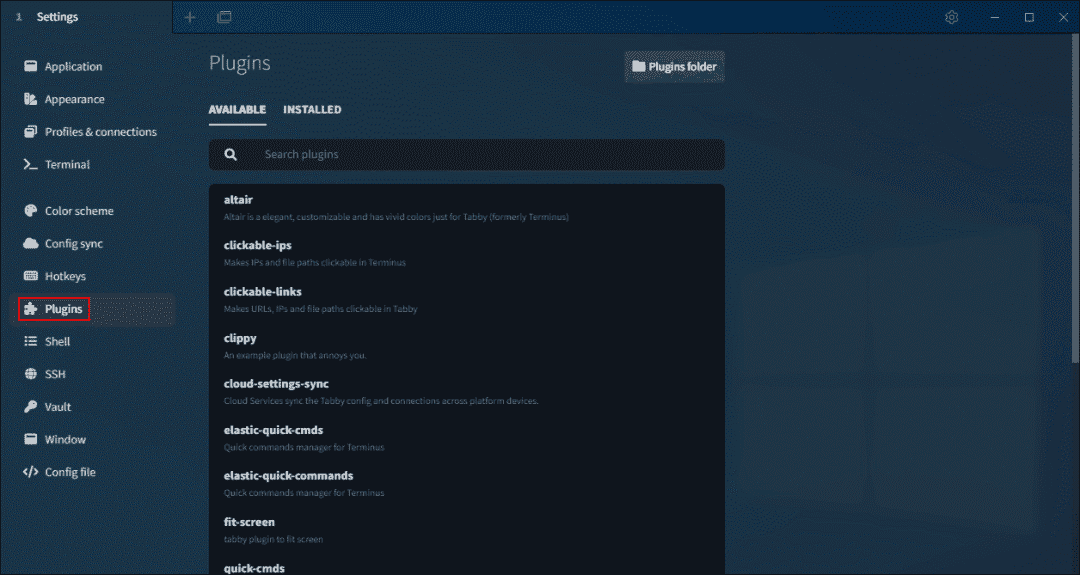 1 Settings
Application
Appearance
Profiles & connections
Terminal
Color scheme
Config sync
Hotkeys
Plugins
Shell
SSH
Vault
Window
Config file
Plugins
Plugins folder
AVAILABLE INSTALLED
Search plugins
altair
Altair is a elegant, customizable and has vivid colors just for Tabby (formerly Terminus)
clickable-ips
Makes IPs and file paths clickable in Terminus
clickable-links
Makes URLs, IPs and file paths clickable in Tabby
clippy
An example plugin that annoys you.
cloud-settings-sync
Cloud Services sync the Tabby config and connections across platform devices.
elastic-quick-cmds
Quick commands manager for Terminus
elastic-quick-commands
Quick commands manager for Terminus
fit-screen
tabby plugin to fit screen
quick-cmds